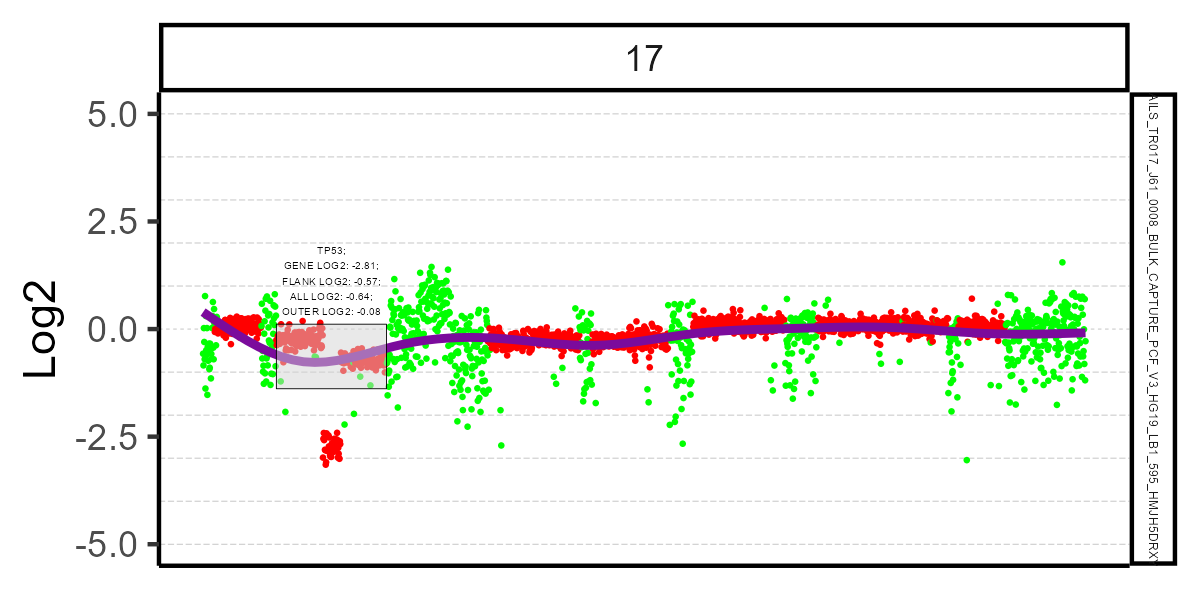 17
5.0
2.5
0.0
-2.5
-5.0
Log2
TP53;
GENE LOG2: -2.81;
FLANK LOG2: -0.57;
ALL LOG2: -0.64;
OUTER LOG2: -0.08
AILS_TR017_J61_0008_BULK_CAPTURE_PCF_V3_HG19_LB1_595_HMJH5DRX